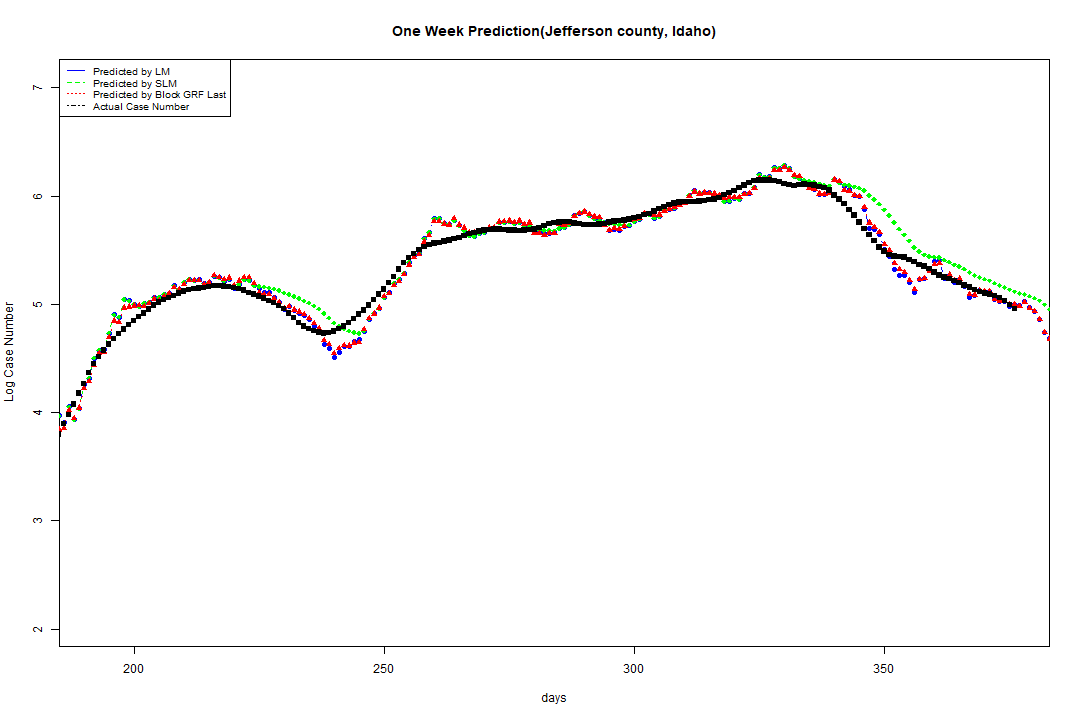 One Week Prediction(Jefferson county, Idaho)
Predicted by LM
Predicted by SLM
Predicted by Block GRF Last
Actual Case Number
7
6
5
4
3
2
Log Case Number
200 250 300 350
days